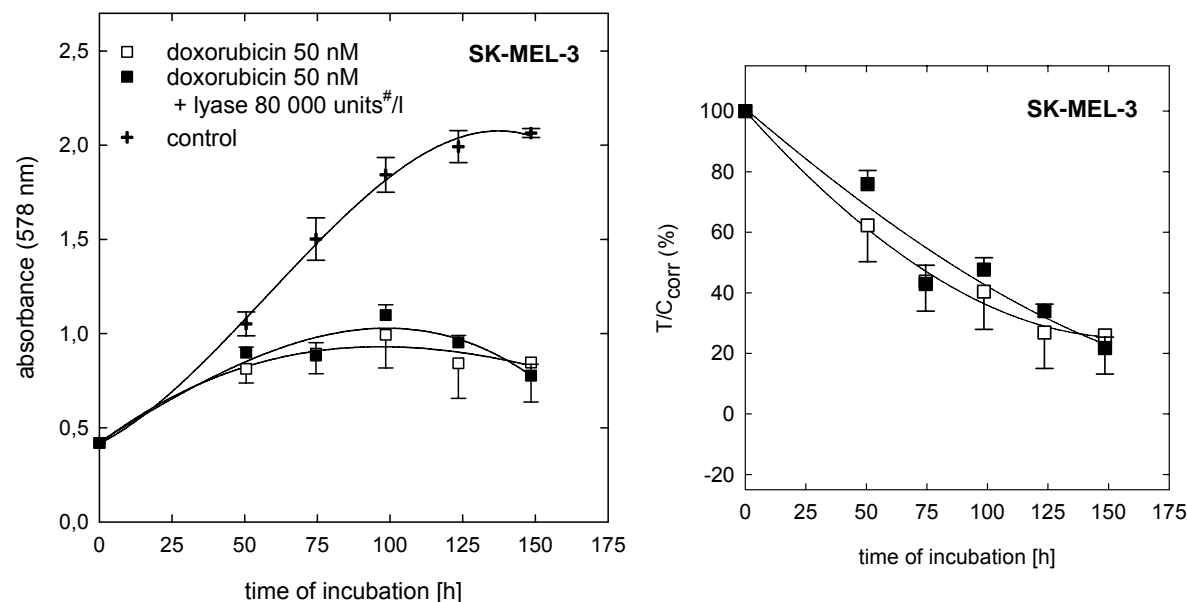 SK-MEL-3
doxorubicin 50 nM
doxorubicin 50 nM
+ lyase 80 000 units#/l
control
absorbance (578 nm)
2,5
2,0
1,5
1,0
0,5
0,0
0 25 50 75 100 125 150 175
time of incubation [h]
SK-MEL-3
T/Ccorr (%)
100
80
60
40
20
0
-20
0 25 50 75 100 125 150 175
time of incubation [h]